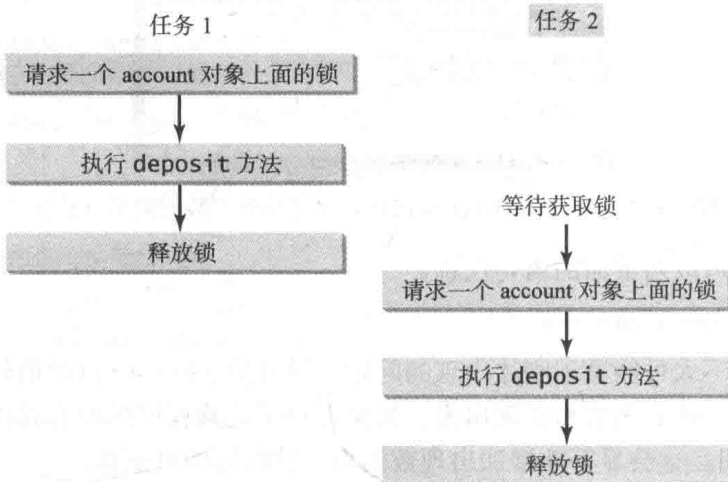 任务 1
请求一个 account 对象上面的锁
执行 deposit 方法
释放锁
任务 2
等待获取锁
请求一个 account 对象上面的锁
执行 deposit 方法
释放锁